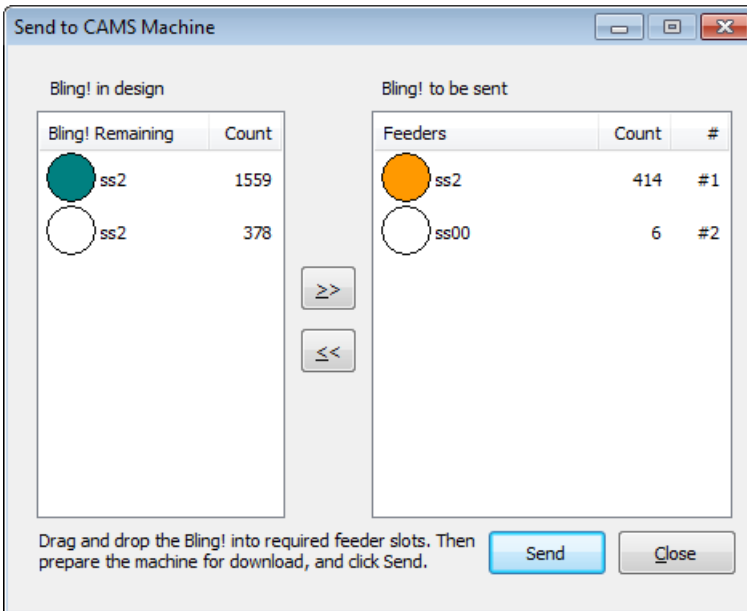 Send to CAMS Machine
Bling! in design
Bling! to be sent
Bling! Remaining Count
Feeders Count #
ss2 1559
ss2 414 #1
ss2 378
ss00 6 #2
>>
<<
Drag and drop the Bling! into required feeder slots. Then
prepare the machine for download, and click Send.
Send
Close